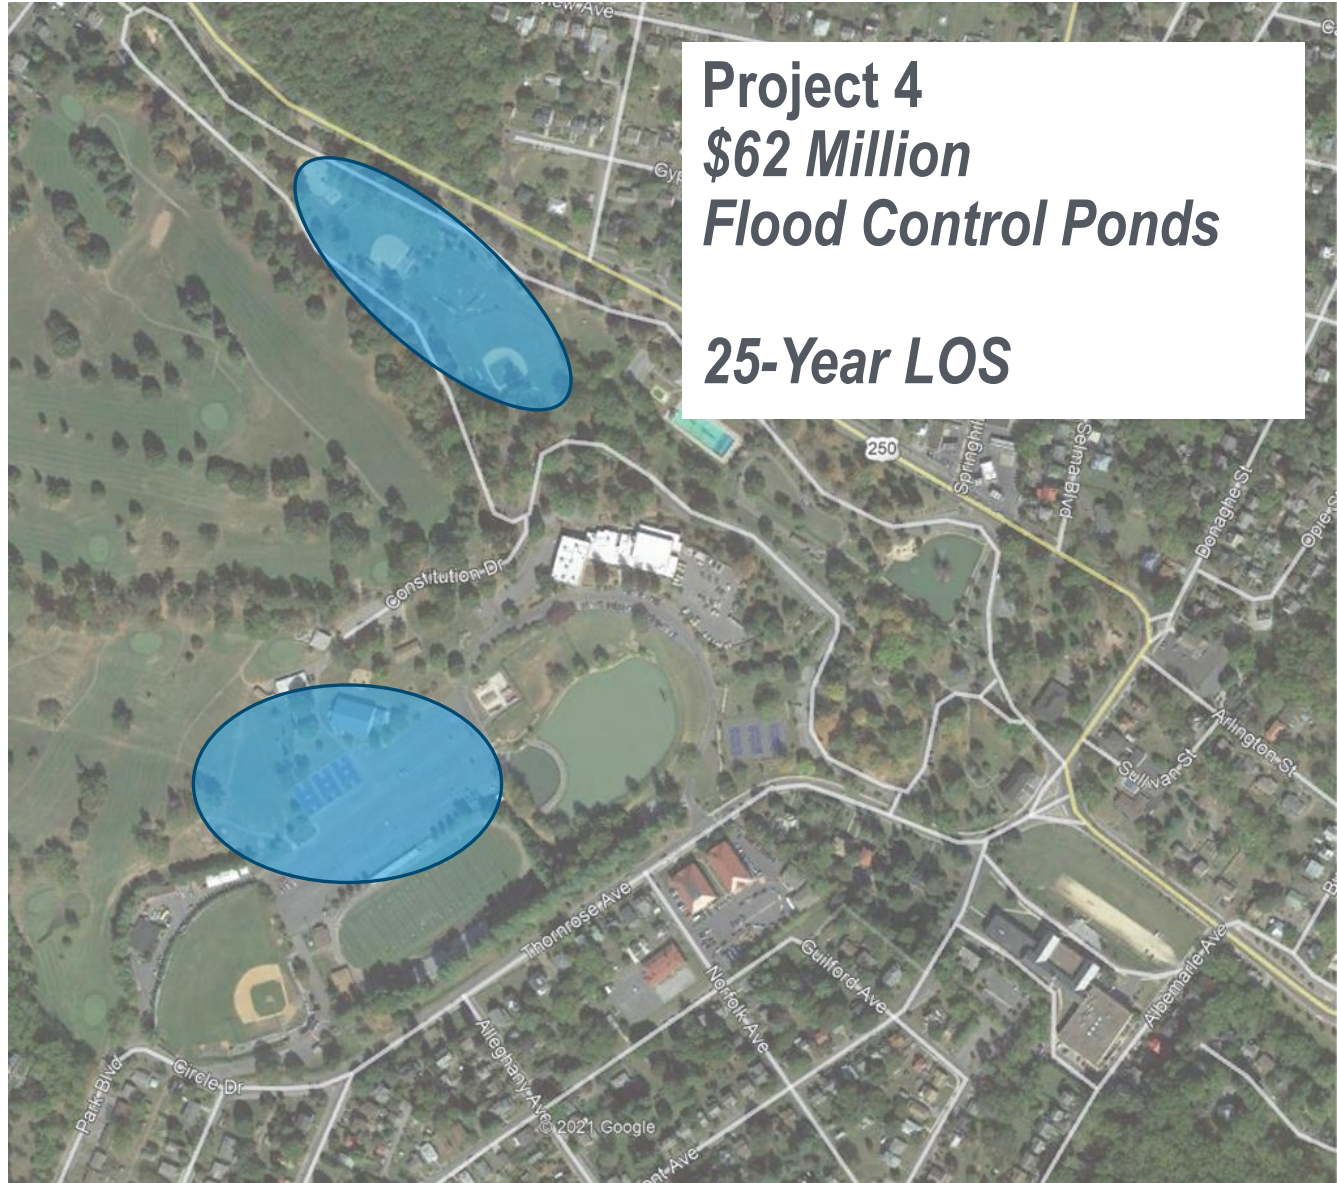 Project 4
$62 Million
Flood Control Ponds
25-Year LOS
250
Selma Blvd
Donaghe St
Constitution Dr
Arlington St
Sullivan St
Thornrose Ave
Guilford Ave
Norfolk Ave
Albemarle Ave
Alleghany Ave
Circle Dr
Park Blvd
© 2021 Google
Ave